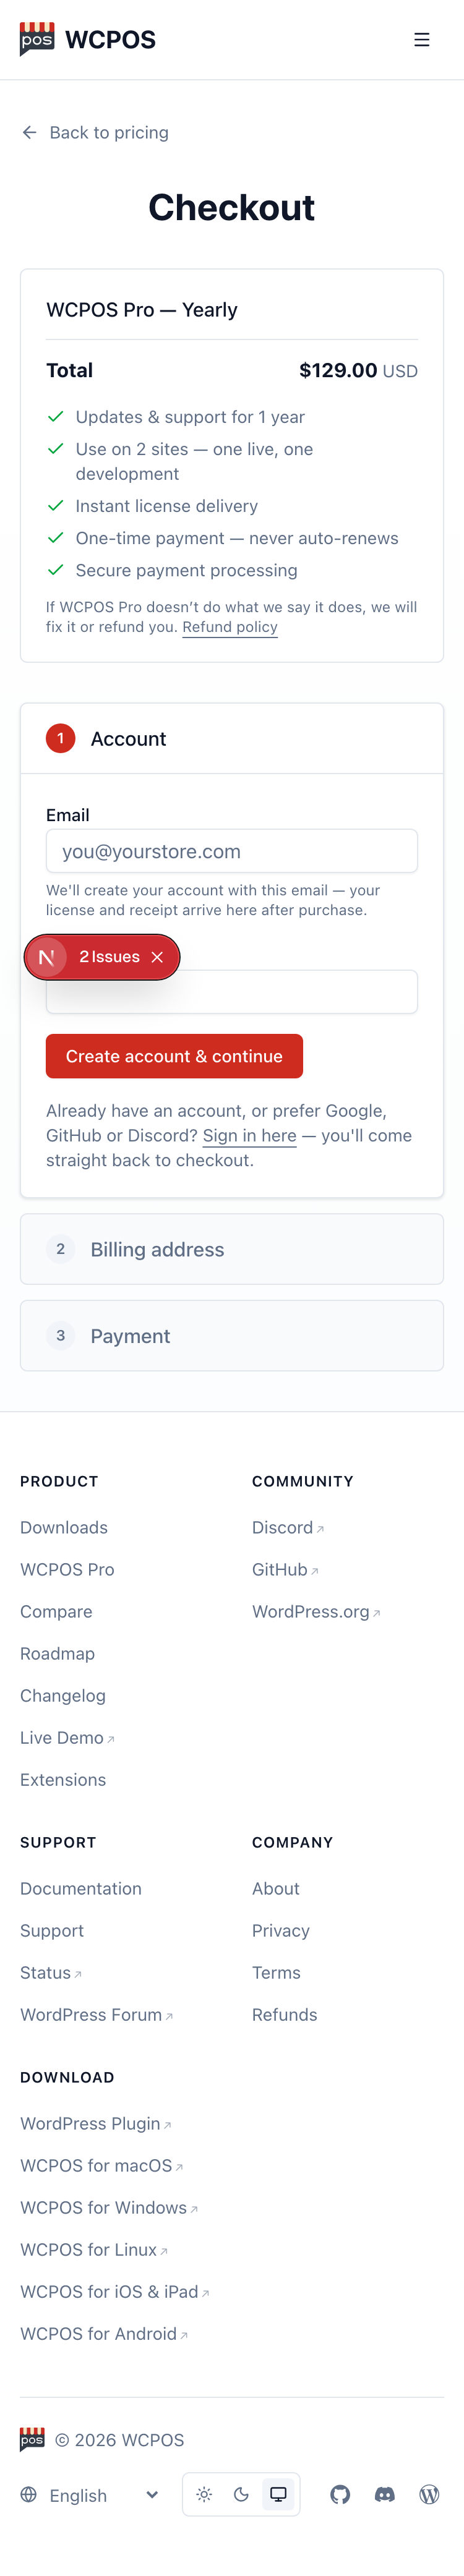 pos WCPOS
Back to pricing
Checkout
WCPOS Pro — Yearly
Total $129.00 USD
Updates & support for 1 year
Use on 2 sites — one live, one
development
Instant license delivery
One-time payment — never auto-renews
Secure payment processing
If WCPOS Pro doesn’t do what we say it does, we will
fix it or refund you. Refund policy
1 Account
Email
you@yourstore.com
We'll create your account with this email — your
license and receipt arrive here after purchase.
N 2 Issues
Create account & continue
Already have an account, or prefer Google,
GitHub or Discord? Sign in here — you'll come
straight back to checkout.
2 Billing address
3 Payment
PRODUCT
Downloads
WCPOS Pro
Compare
Roadmap
Changelog
Live Demo
Extensions
COMMUNITY
Discord
GitHub
WordPress.org
SUPPORT
Documentation
Support
Status
WordPress Forum
COMPANY
About
Privacy
Terms
Refunds
DOWNLOAD
WordPress Plugin
WCPOS for macOS
WCPOS for Windows
WCPOS for Linux
WCPOS for iOS & iPad
WCPOS for Android
© 2026 WCPOS
English